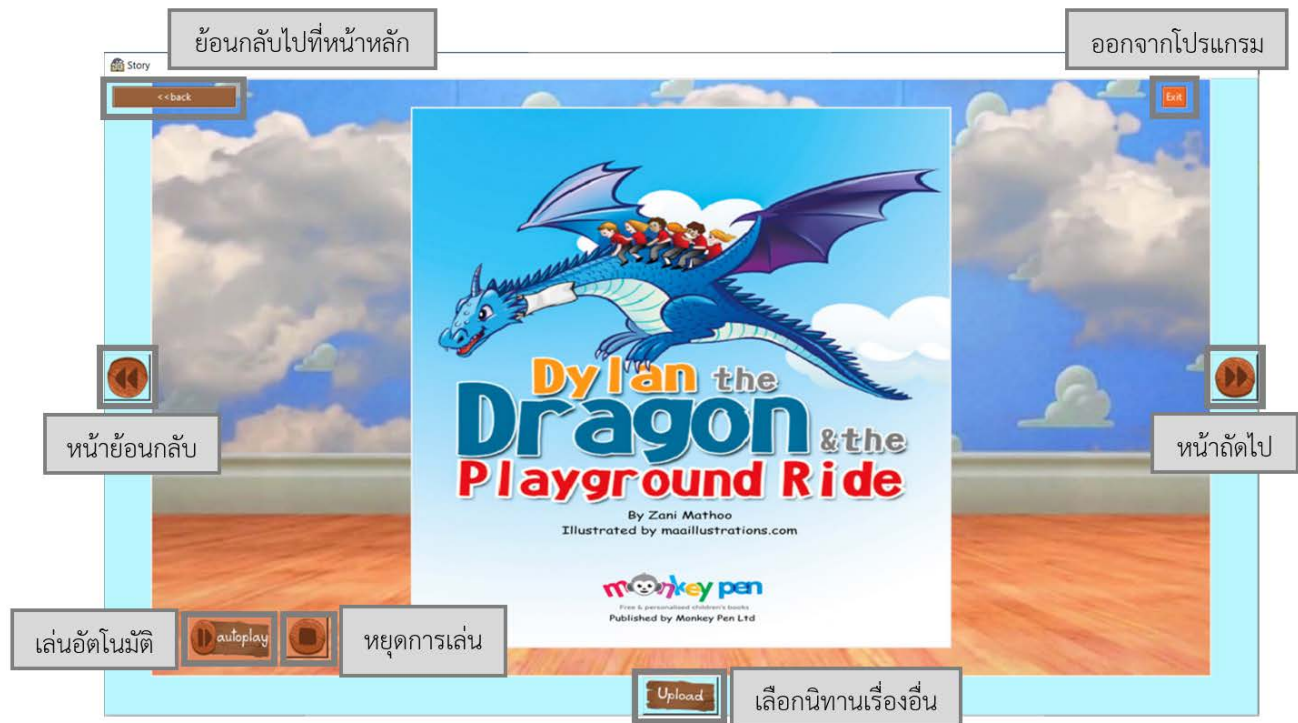 ย้อนกลับไปที่หน้าหลัก
ออกจากโปรแกรม
Story
<<back
Exit
Dylan the
Dragon &the
Playground Ride
By Zani Mathoo
Illustrated by maaillustrations.com
monkey pen
Free & personalised children's books
Published by Monkey Pen Ltd
หน้าย้อนกลับ
หน้าถัดไป
เล่นอัตโนมัติ
autoplay
หยุดการเล่น
Upload
เลือกนิทานเรื่องอื่น